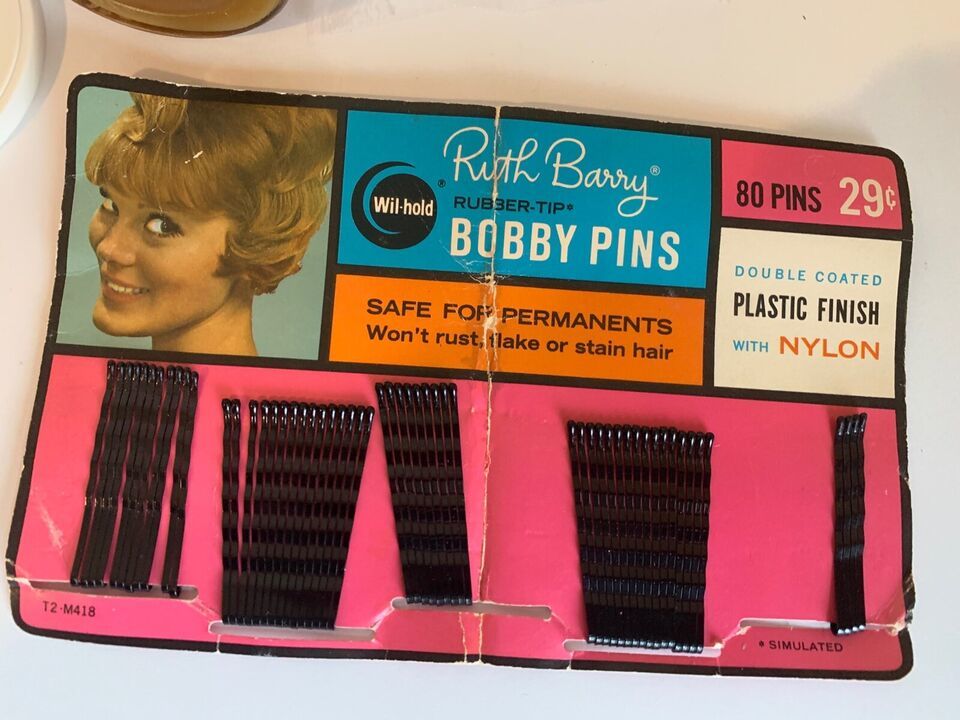 Ruth Barry®
Wil-hold®
RUBBER-TIP*
BOBBY PINS
80 PINS 29¢
SAFE FOR PERMANENTS
Won't rust, flake or stain hair
DOUBLE COATED
PLASTIC FINISH
WITH NYLON
T2-M418
* SIMULATED